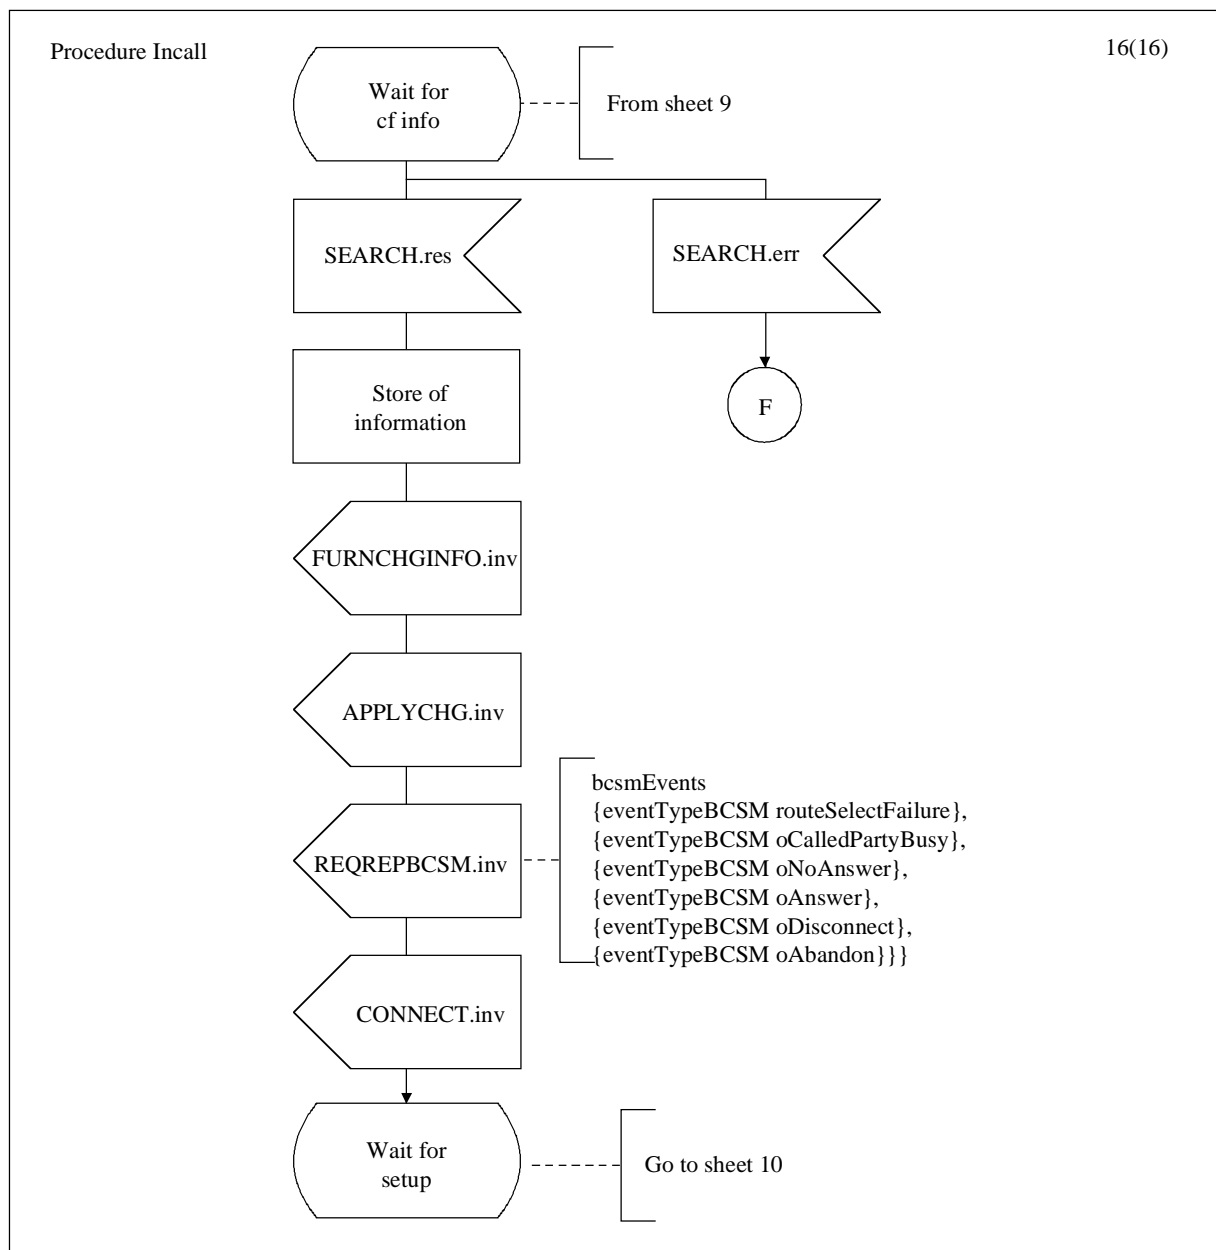 Procedure Incall
16(16)
Wait for
cf info
From sheet 9
SEARCH.res
SEARCH.err
Store of
information
F
FURNCHGINFO.inv
APPLYCHG.inv
REQREPBCSM.inv
bcsmEvents
{eventTypeBCSM routeSelectFailure},
{eventTypeBCSM oCalledPartyBusy},
{eventTypeBCSM oNoAnswer},
{eventTypeBCSM oAnswer},
{eventTypeBCSM oDisconnect},
{eventTypeBCSM oAbandon}}}
CONNECT.inv
Wait for
setup
Go to sheet 10